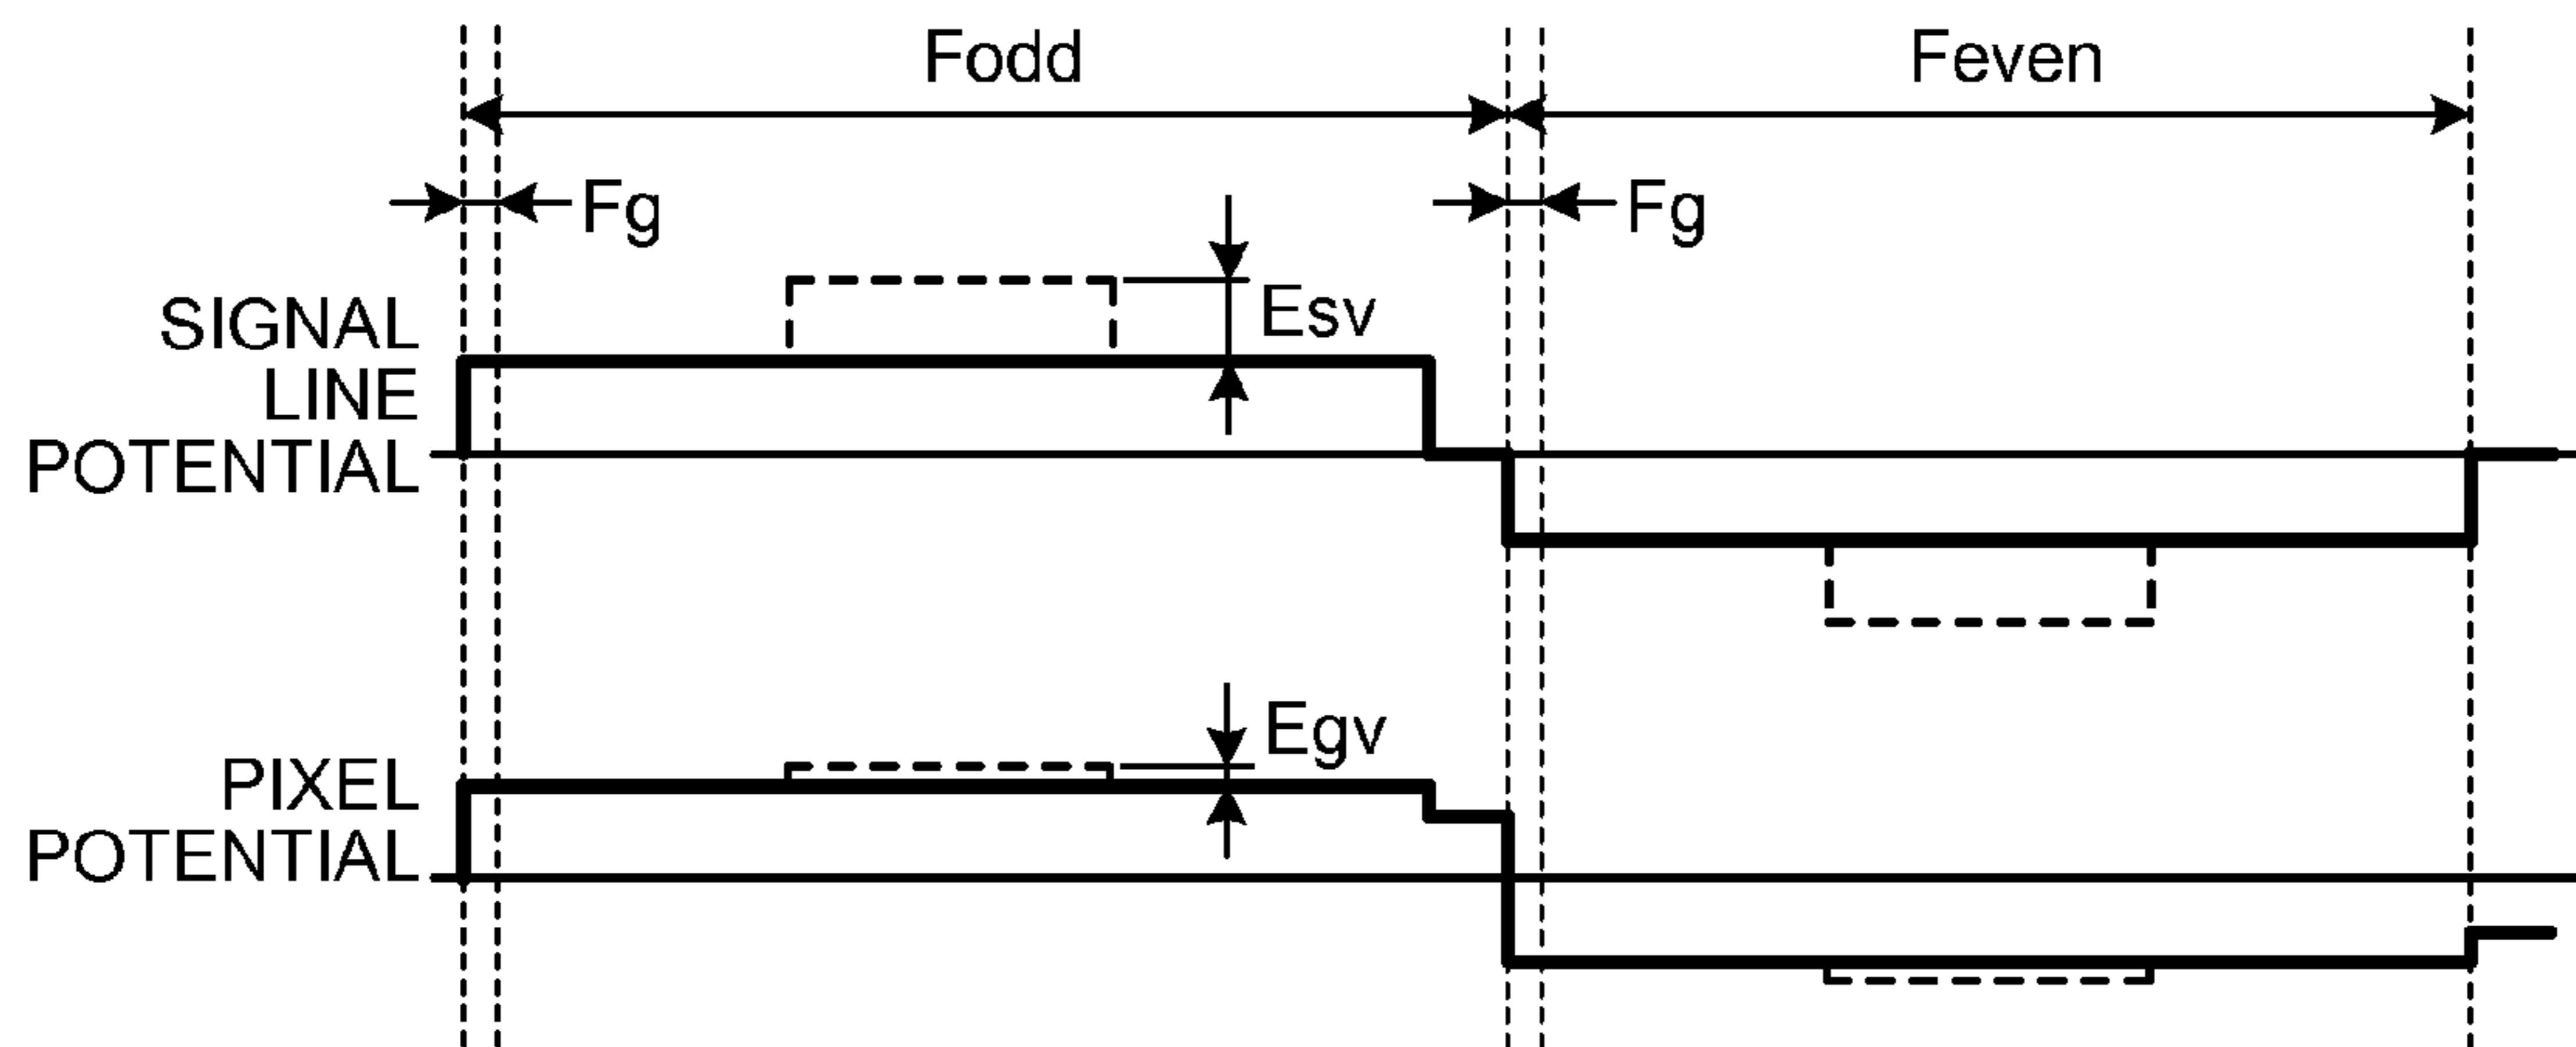 Fodd
Feven
Fg
Fg
Esv
SIGNAL
LINE
POTENTIAL
Egv
PIXEL
POTENTIAL